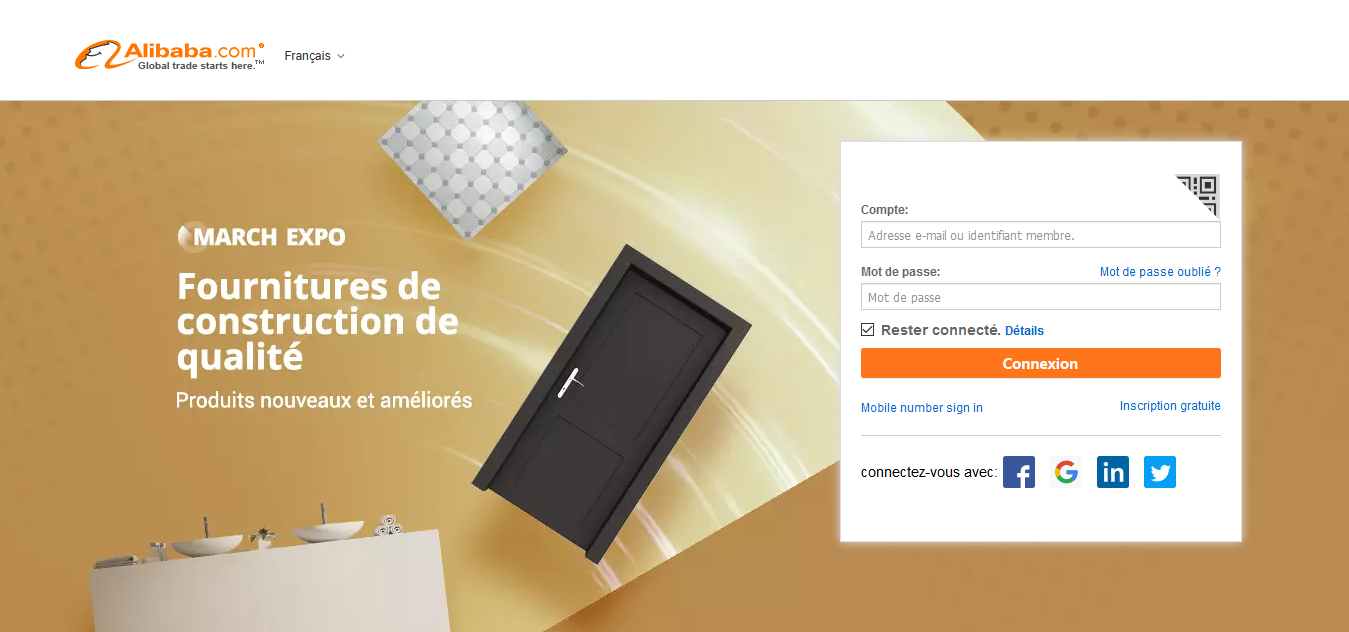 Alibaba.com®
Global trade starts here.™
Français
MARCH EXPO
Fournitures de
construction de
qualité
Produits nouveaux et améliorés
Compte:
Adresse e-mail ou identifiant membre.
Mot de passe:
Mot de passe oublié ?
Mot de passe
Rester connecté. Détails
Connexion
Mobile number sign in
Inscription gratuite
connectez-vous avec: